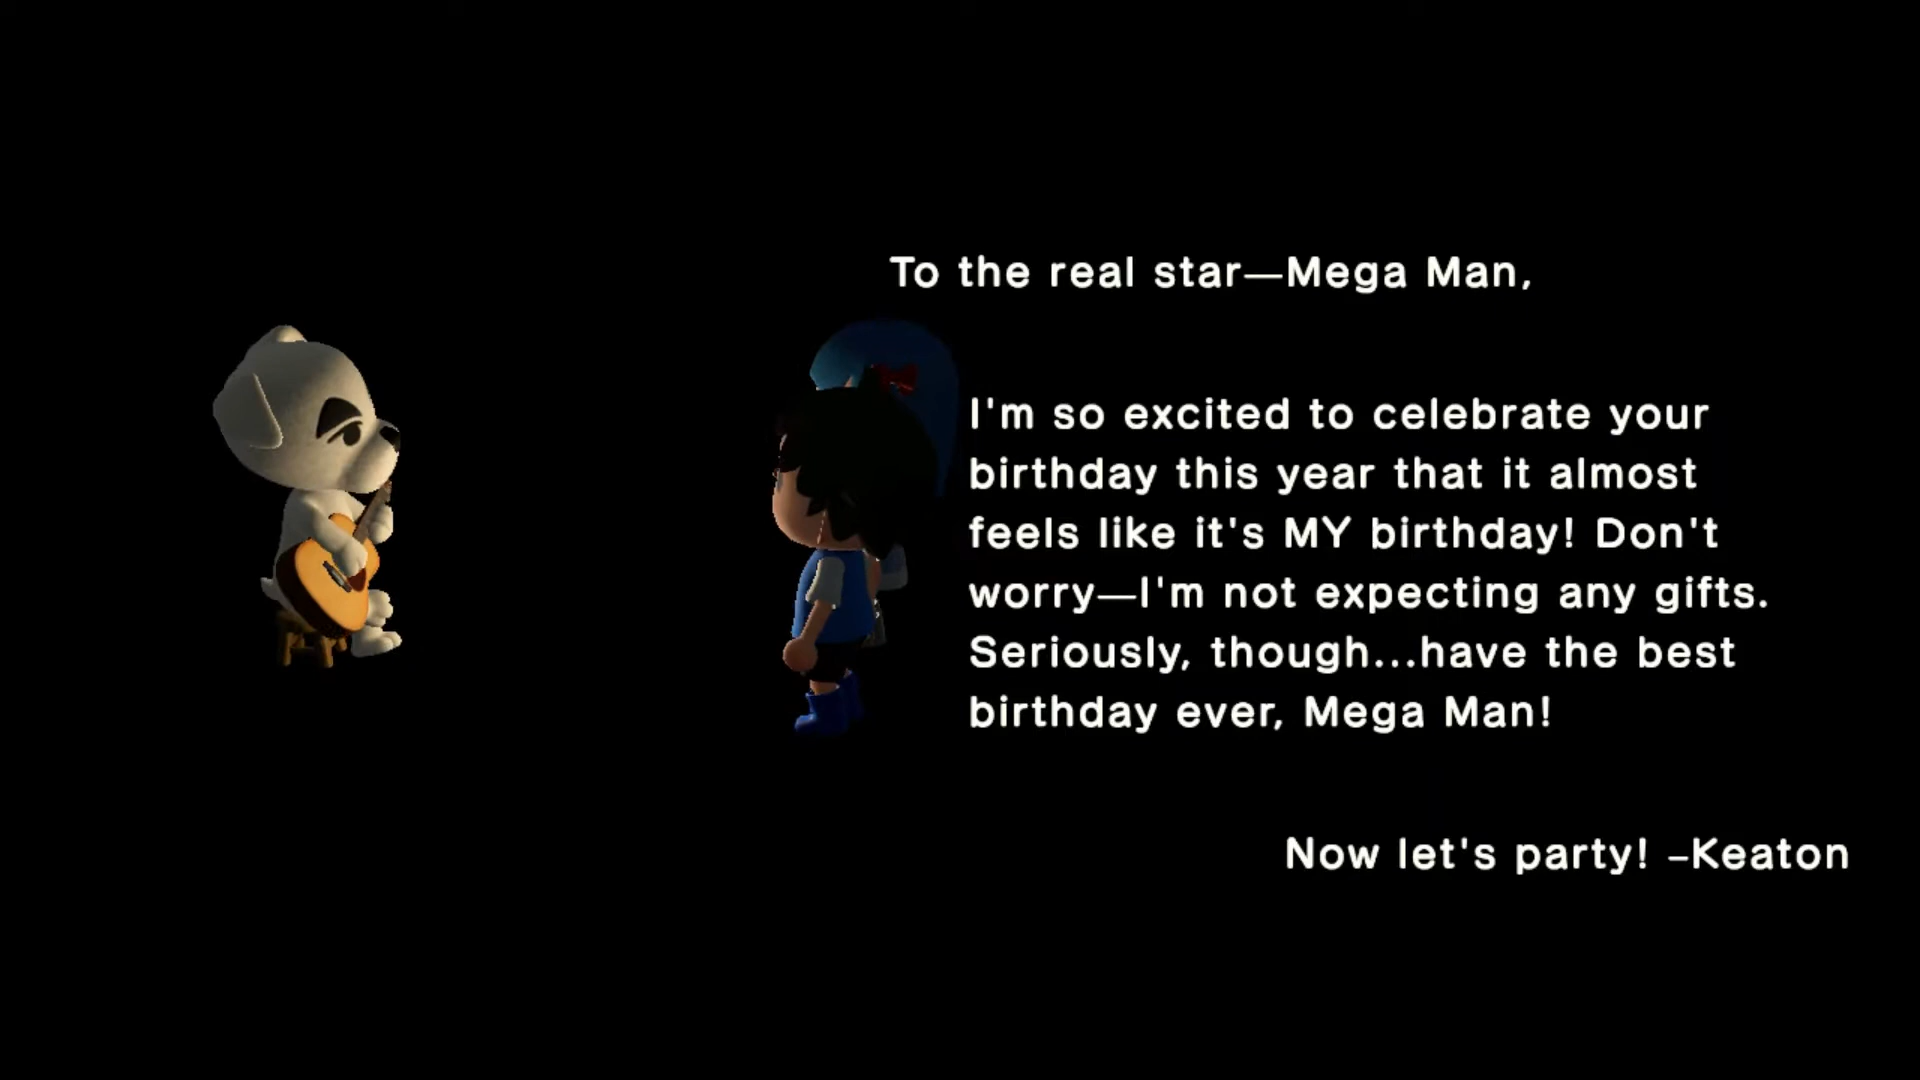 To the real star—Mega Man,
I'm so excited to celebrate your
birthday this year that it almost
feels like it's MY birthday! Don't
worry—I'm not expecting any gifts.
Seriously, though...have the best
birthday ever, Mega Man!
Now let's party! –Keaton